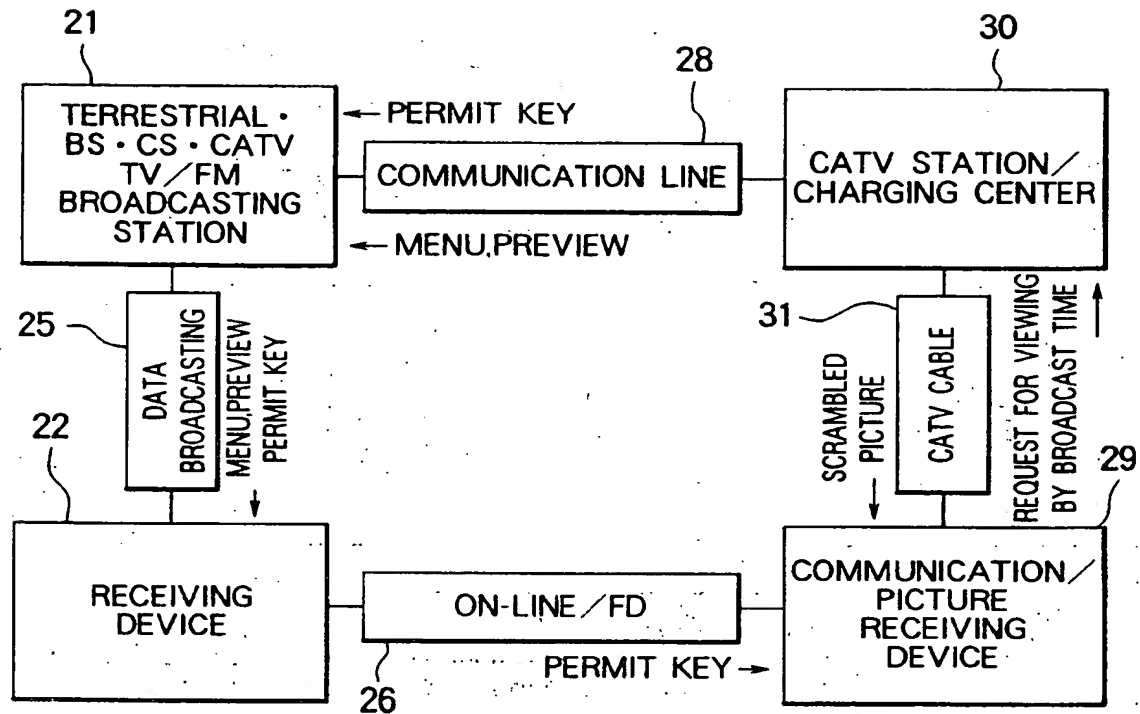 21
30
28
TERRESTRIAL・
BS・CS・CATV
TV/FM
BROADCASTING
STATION
←PERMIT KEY
COMMUNICATION LINE
←MENU,PREVIEW
CATV STATION/
CHARGING CENTER
25
DATA
BROADCASTING
MENU,PREVIEW
PERMIT KEY
↓
31
SCRAMBLED
PICTURE
↓
CATV CABLE
REQUEST FOR VIEWING
BY BROADCAST TIME
↑
22
29
RECEIVING
DEVICE
ON-LINE/FD
26
PERMIT KEY→
COMMUNICATION/
PICTURE
RECEIVING
DEVICE